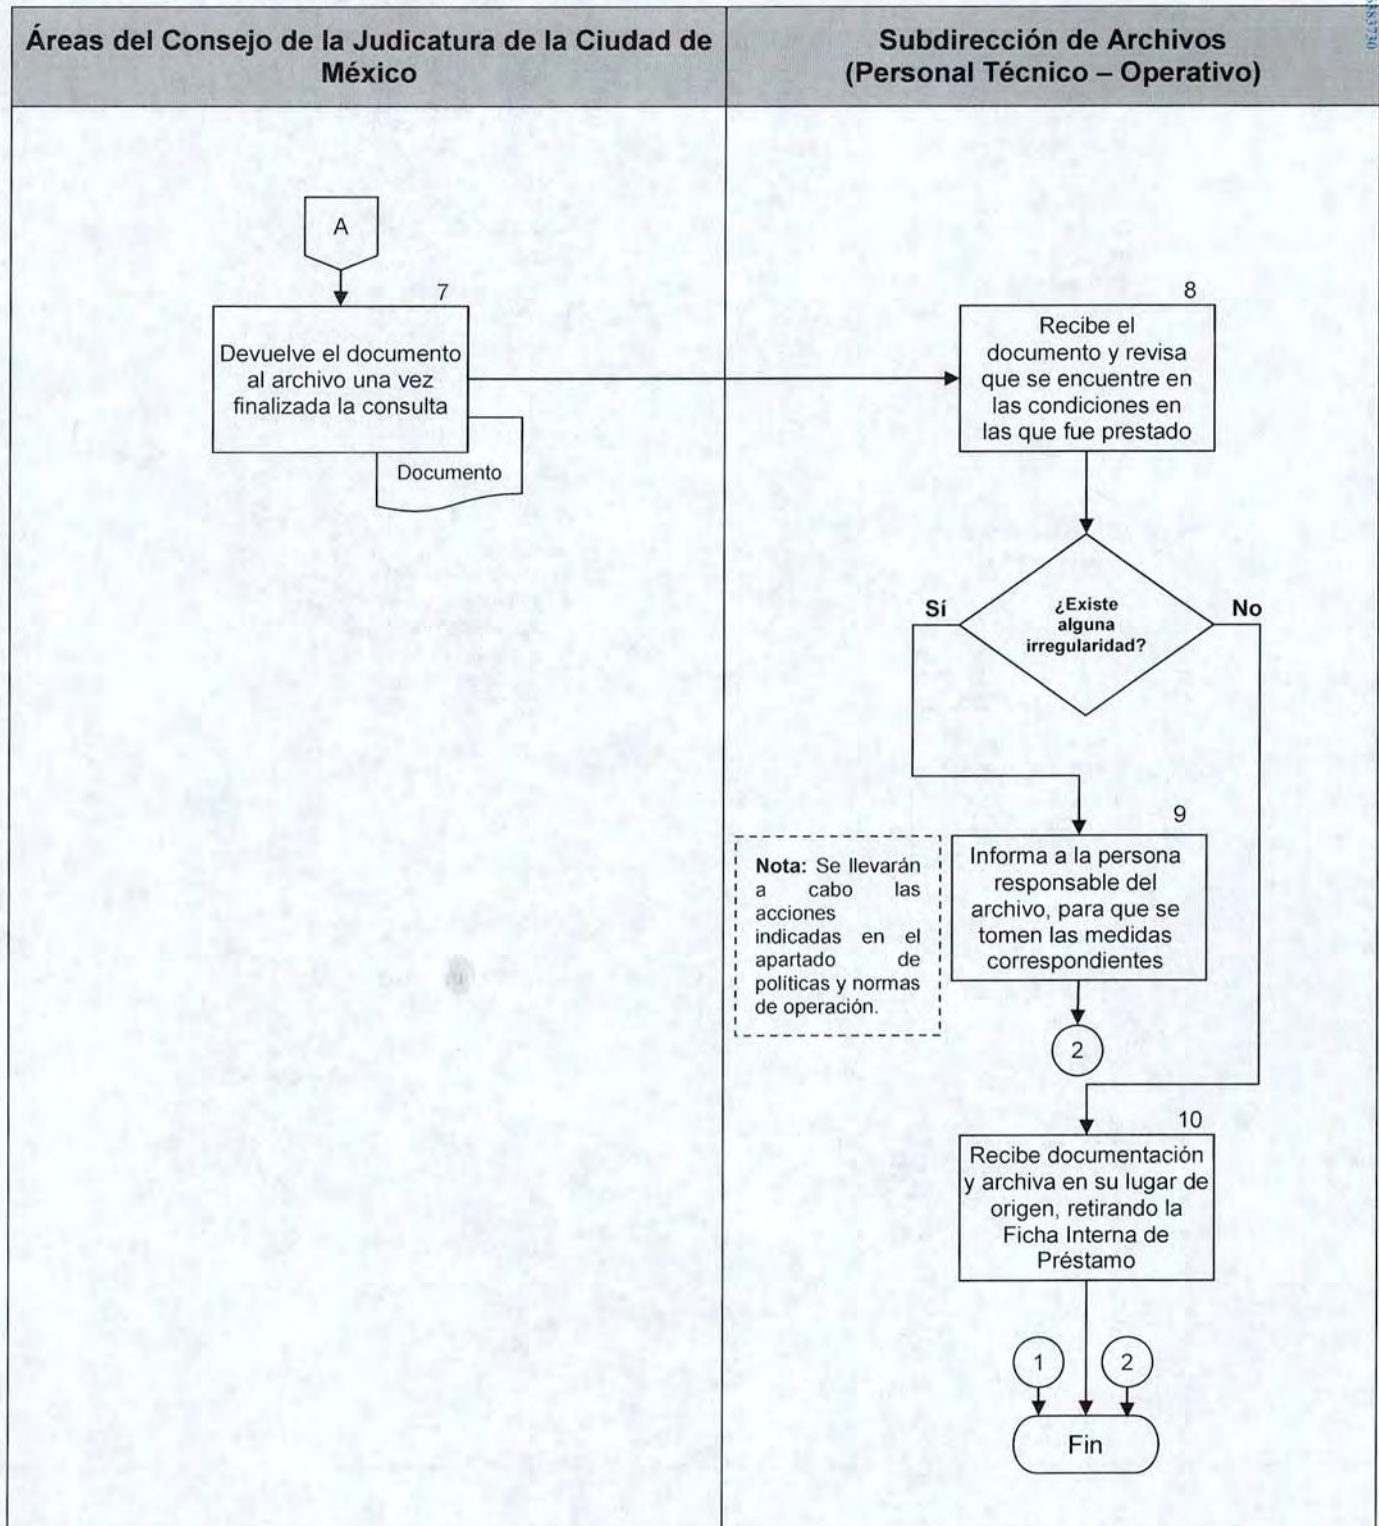 Áreas del Consejo de la Judicatura de la Ciudad de
México
Subdirección de Archivos
(Personal Técnico – Operativo)
A
7
Devuelve el documento
al archivo una vez
finalizada la consulta
Documento
8
Recibe el
documento y revisa
que se encuentre en
las condiciones en
las que fue prestado
¿Existe
alguna
irregularidad?
Sí
No
9
Informa a la persona
responsable del
archivo, para que se
tomen las medidas
correspondientes
Nota: Se llevarán
a cabo las
acciones
indicadas en el
apartado de
políticas y normas
de operación.
2
10
Recibe documentación
y archiva en su lugar de
origen, retirando la
Ficha Interna de
Préstamo
1
2
Fin